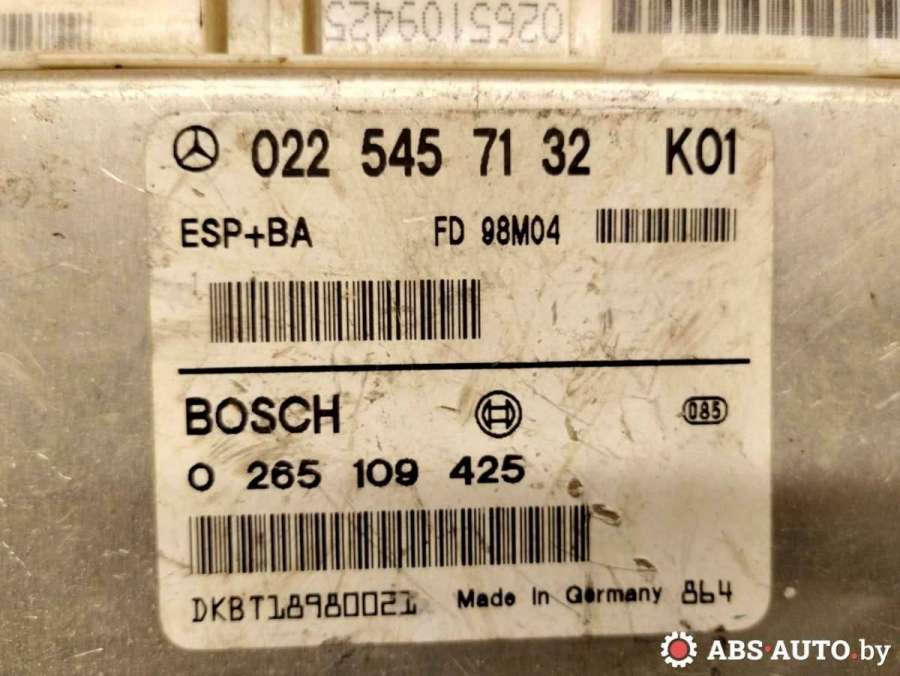 0265109425
022 545 71 32 K01
ESP+BA FD 98M04
BOSCH 085
0 265 109 425
DKBT18980021 Made In Germany 864
ABS-AUTO.by